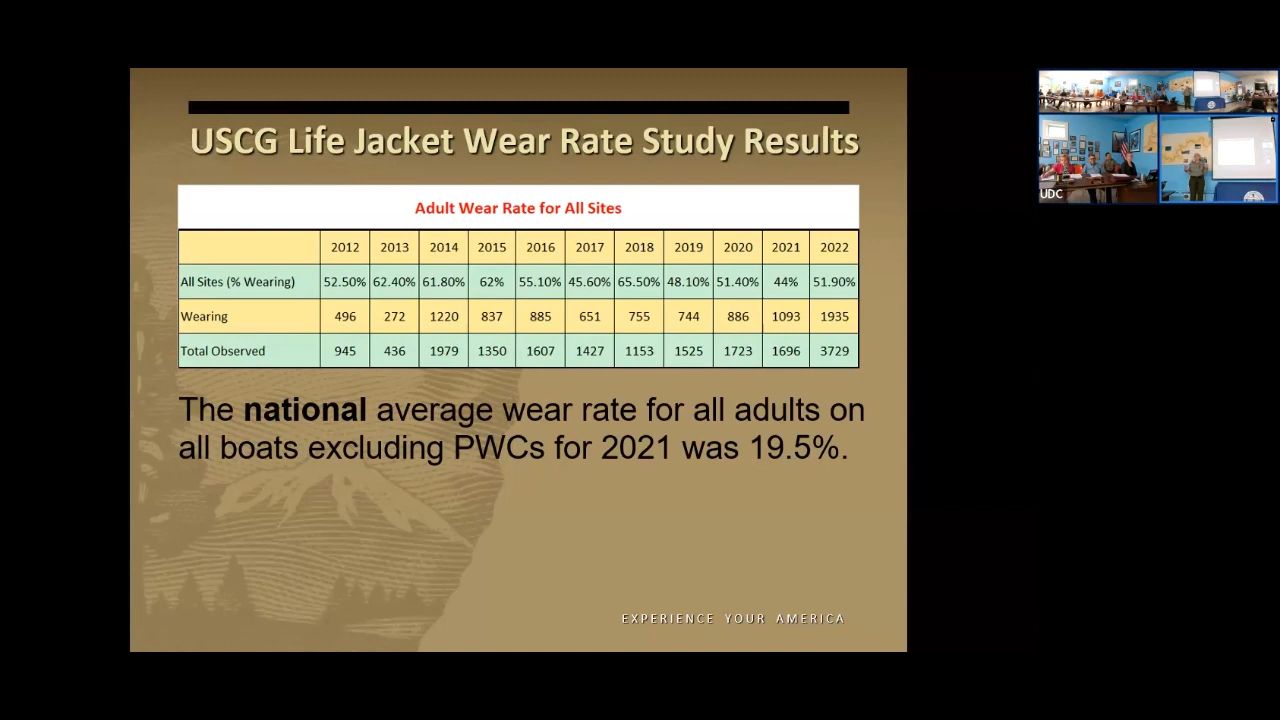 USCG Life Jacket Wear Rate Study Results
Adult Wear Rate for All Sites
2012 2013 2014 2015 2016 2017 2018 2019 2020 2021 2022
All Sites (% Wearing) 52.50% 62.40% 61.80% 62% 55.10% 45.60% 65.50% 48.10% 51.40% 44% 51.90%
Wearing 496 272 1220 837 885 651 755 744 886 1093 1935
Total Observed 945 436 1979 1350 1607 1427 1153 1525 1723 1696 3729
The national average wear rate for all adults on
all boats excluding PWCs for 2021 was 19.5%.
EXPERIENCE YOUR AMERICA
UDC